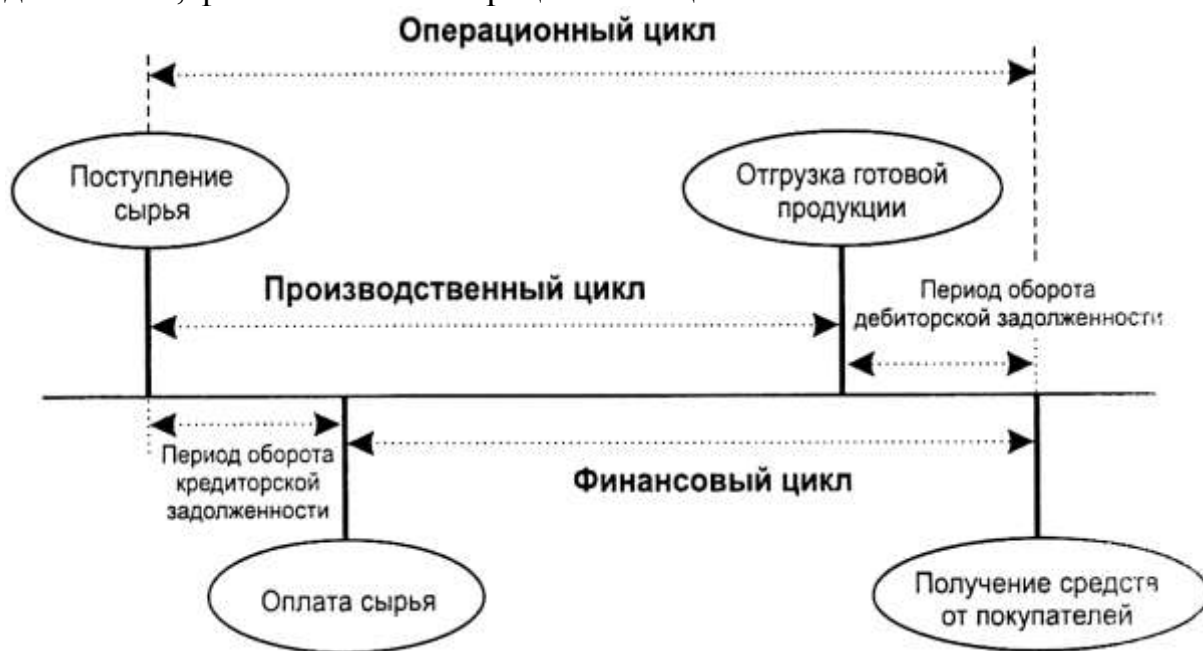 Операционный цикл
Поступление
сырья
Отгрузка готовой
продукции
Производственный цикл
Период оборота
дебиторской задолженности
Период оборота
кредиторской
задолженности
Финансовый цикл
Оплата сырья
Получение средств
от покупателей